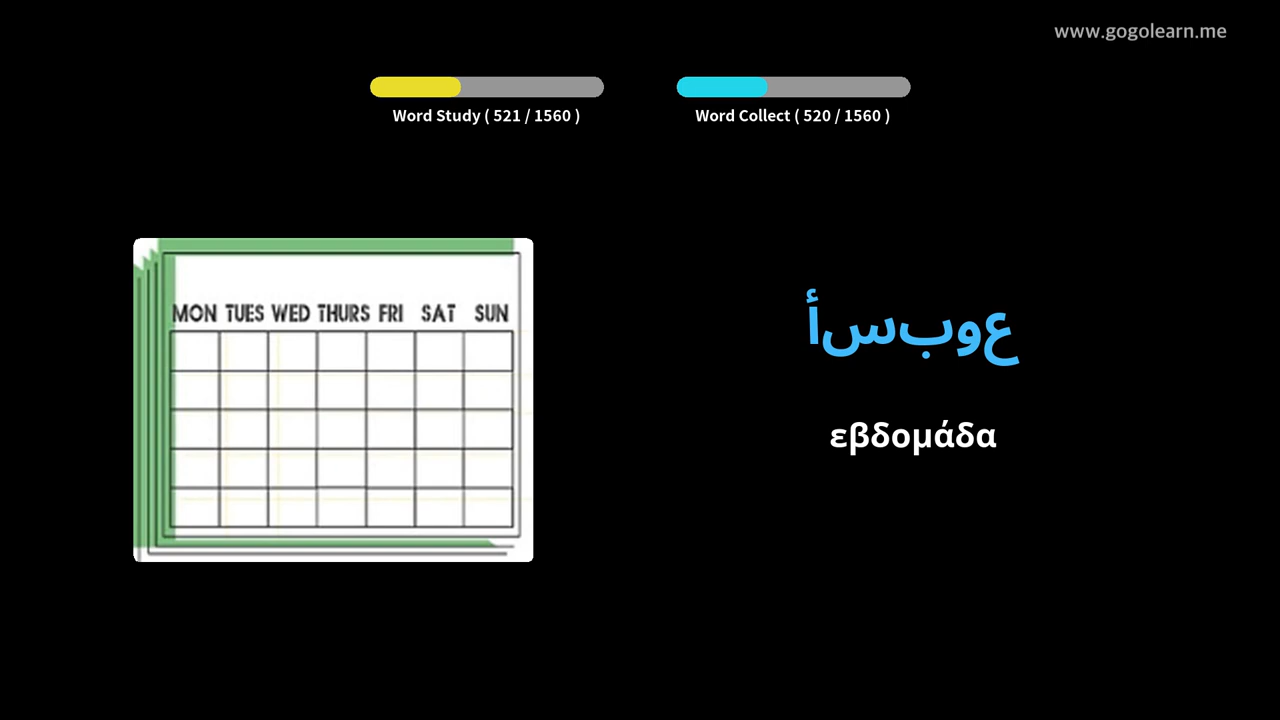 www.gogolearn.me
Word Study ( 521 / 1560 )
Word Collect ( 520 / 1560 )
MON TUES WED THURS FRI SAT SUN
عوبسأ
εβδομάδα